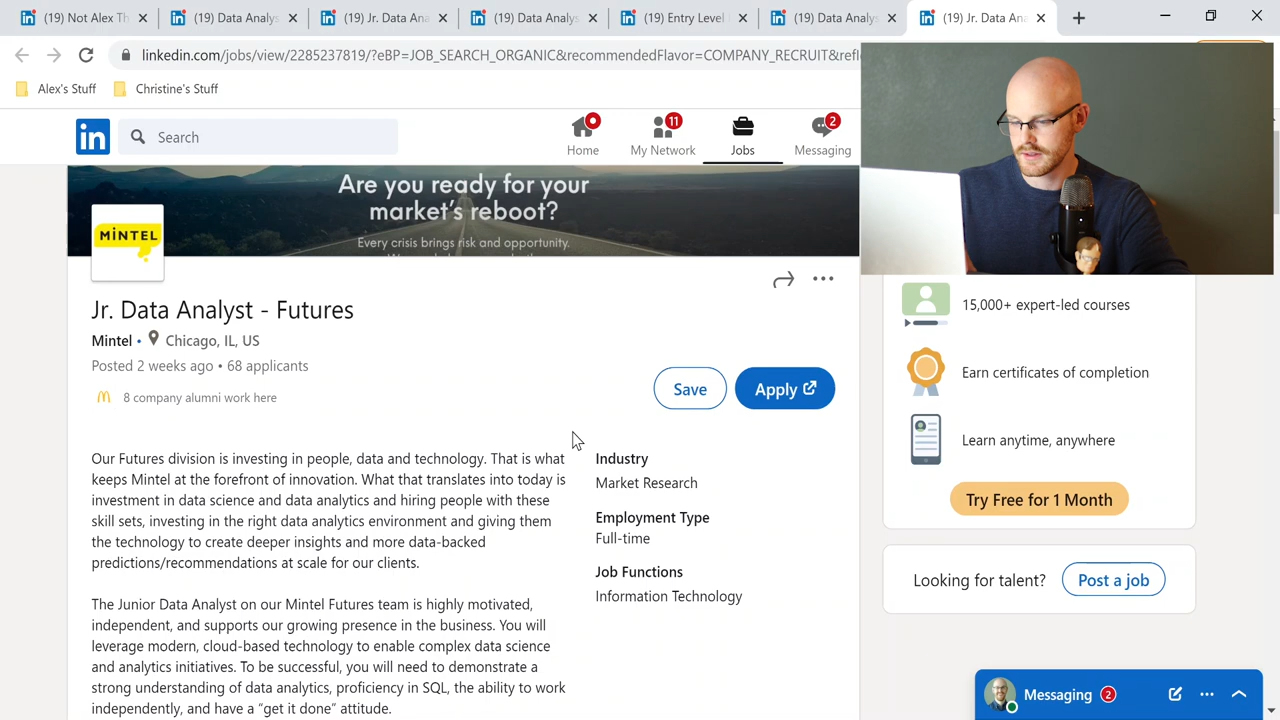 (19) Not Alex Th
(19) Data Analys
(19) Jr. Data Ana
(19) Data Analys
(19) Entry Level
(19) Data Analys
(19) Jr. Data Ana
linkedin.com/jobs/view/2285237819/?eBP=JOB_SEARCH_ORGANIC&recommendedFlavor=COMPANY_RECRUIT&refl
Alex's Stuff
Christine's Stuff
in
Search
11
2
Home
My Network
Jobs
Messaging
Are you ready for your
market's reboot?
Every crisis brings risk and opportunity.
MINTEL
Jr. Data Analyst - Futures
Mintel • Chicago, IL, US
Posted 2 weeks ago • 68 applicants
8 company alumni work here
Save
Apply
Our Futures division is investing in people, data and technology. That is what
keeps Mintel at the forefront of innovation. What that translates into today is
investment in data science and data analytics and hiring people with these
skill sets, investing in the right data analytics environment and giving them
the technology to create deeper insights and more data-backed
predictions/recommendations at scale for our clients.
The Junior Data Analyst on our Mintel Futures team is highly motivated,
independent, and supports our growing presence in the business. You will
leverage modern, cloud-based technology to enable complex data science
and analytics initiatives. To be successful, you will need to demonstrate a
strong understanding of data analytics, proficiency in SQL, the ability to work
independently, and have a “get it done” attitude.
Industry
Market Research
Employment Type
Full-time
Job Functions
Information Technology
15,000+ expert-led courses
Earn certificates of completion
Learn anytime, anywhere
Try Free for 1 Month
Looking for talent?
Post a job
Messaging 2